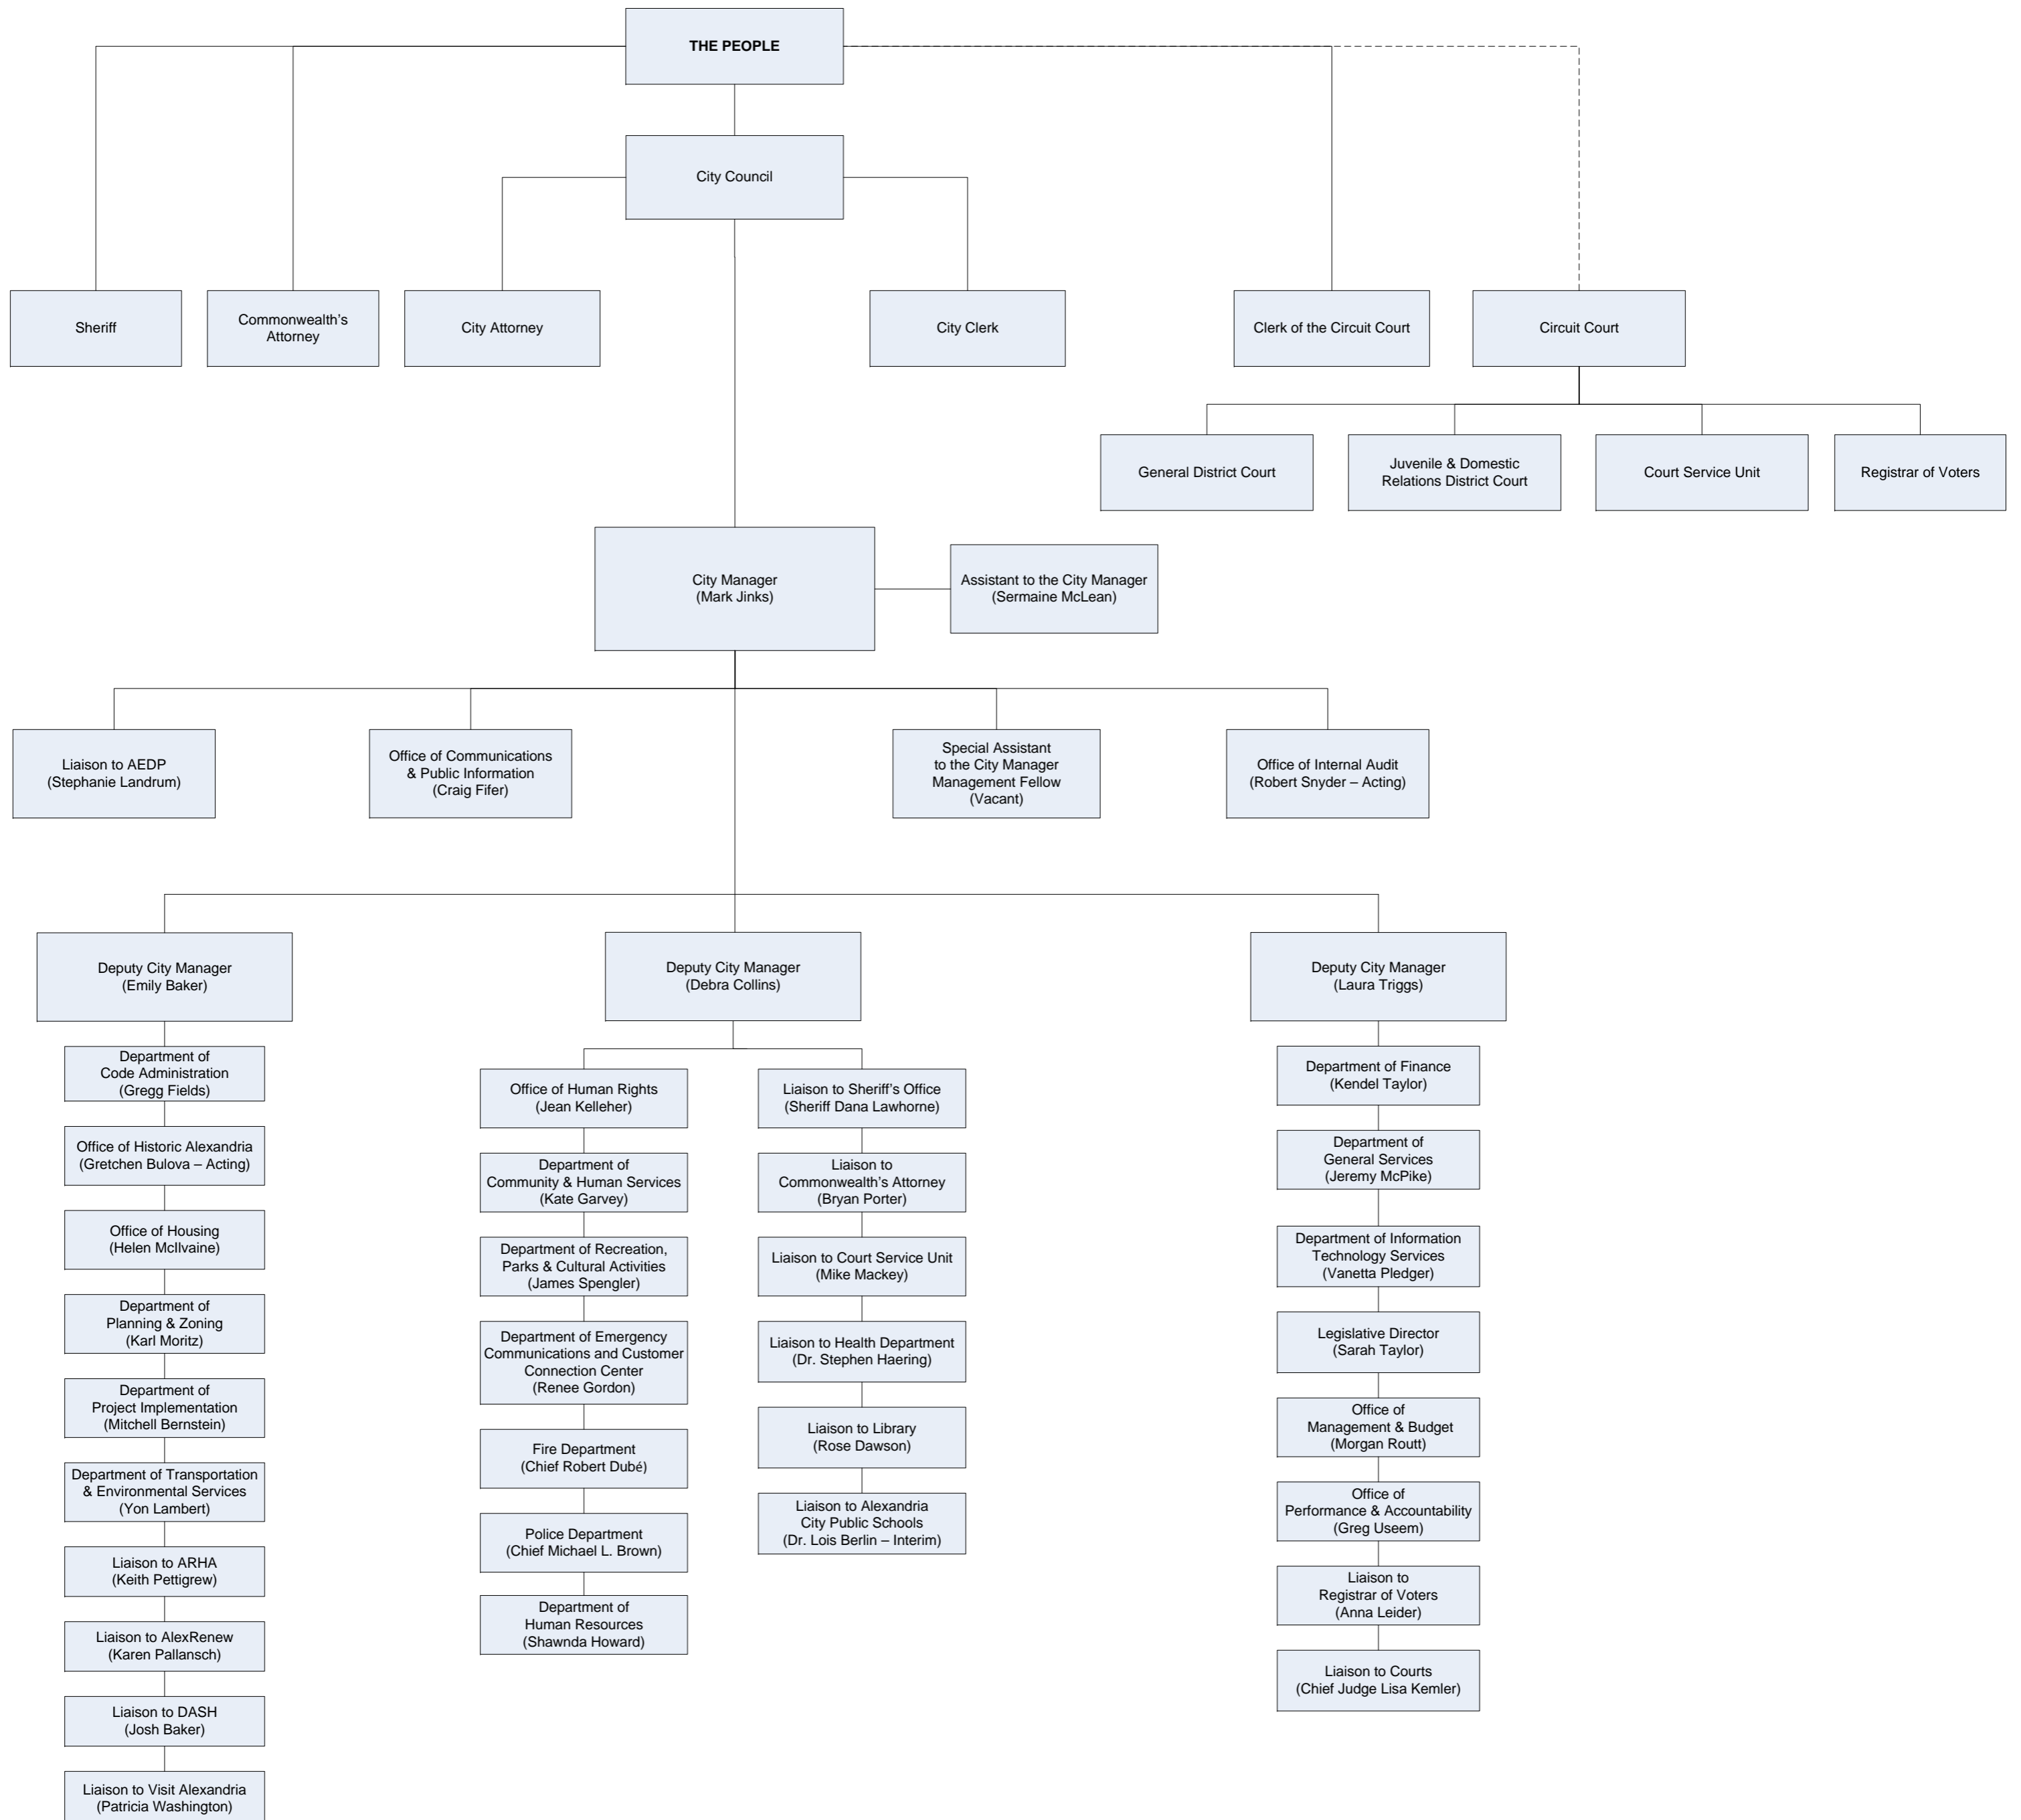 THE PEOPLE
City Council
Sheriff
Commonwealth's
Attorney
City Attorney
City Clerk
Clerk of the Circuit Court
Circuit Court
General District Court
Juvenile & Domestic
Relations District Court
Court Service Unit
Registrar of Voters
City Manager
(Mark Jinks)
Assistant to the City Manager
(Sermaine McLean)
Liaison to AEDP
(Stephanie Landrum)
Office of Communications
& Public Information
(Craig Fifer)
Special Assistant
to the City Manager
Management Fellow
(Vacant)
Office of Internal Audit
(Robert Snyder – Acting)
Deputy City Manager
(Emily Baker)
Department of
Code Administration
(Gregg Fields)
Office of Historic Alexandria
(Gretchen Bulova – Acting)
Office of Housing
(Helen McIlvaine)
Department of
Planning & Zoning
(Karl Moritz)
Department of
Project Implementation
(Mitchell Bernstein)
Department of Transportation
& Environmental Services
(Yon Lambert)
Liaison to ARHA
(Keith Pettigrew)
Liaison to AlexRenew
(Karen Pallansch)
Liaison to DASH
(Josh Baker)
Liaison to Visit Alexandria
(Patricia Washington)
Deputy City Manager
(Debra Collins)
Office of Human Rights
(Jean Kelleher)
Department of
Community & Human Services
(Kate Garvey)
Department of Recreation,
Parks & Cultural Activities
(James Spengler)
Department of Emergency
Communications and Customer
Connection Center
(Renee Gordon)
Fire Department
(Chief Robert Dubé)
Police Department
(Chief Michael L. Brown)
Department of
Human Resources
(Shawnda Howard)
Liaison to Sheriff's Office
(Sheriff Dana Lawhorne)
Liaison to
Commonwealth's Attorney
(Bryan Porter)
Liaison to Court Service Unit
(Mike Mackey)
Liaison to Health Department
(Dr. Stephen Haering)
Liaison to Library
(Rose Dawson)
Liaison to Alexandria
City Public Schools
(Dr. Lois Berlin – Interim)
Deputy City Manager
(Laura Triggs)
Department of Finance
(Kendel Taylor)
Department of
General Services
(Jeremy McPike)
Department of Information
Technology Services
(Vanetta Pledger)
Legislative Director
(Sarah Taylor)
Office of
Management & Budget
(Morgan Routt)
Office of
Performance & Accountability
(Greg Useem)
Liaison to
Registrar of Voters
(Anna Leider)
Liaison to Courts
(Chief Judge Lisa Kemler)